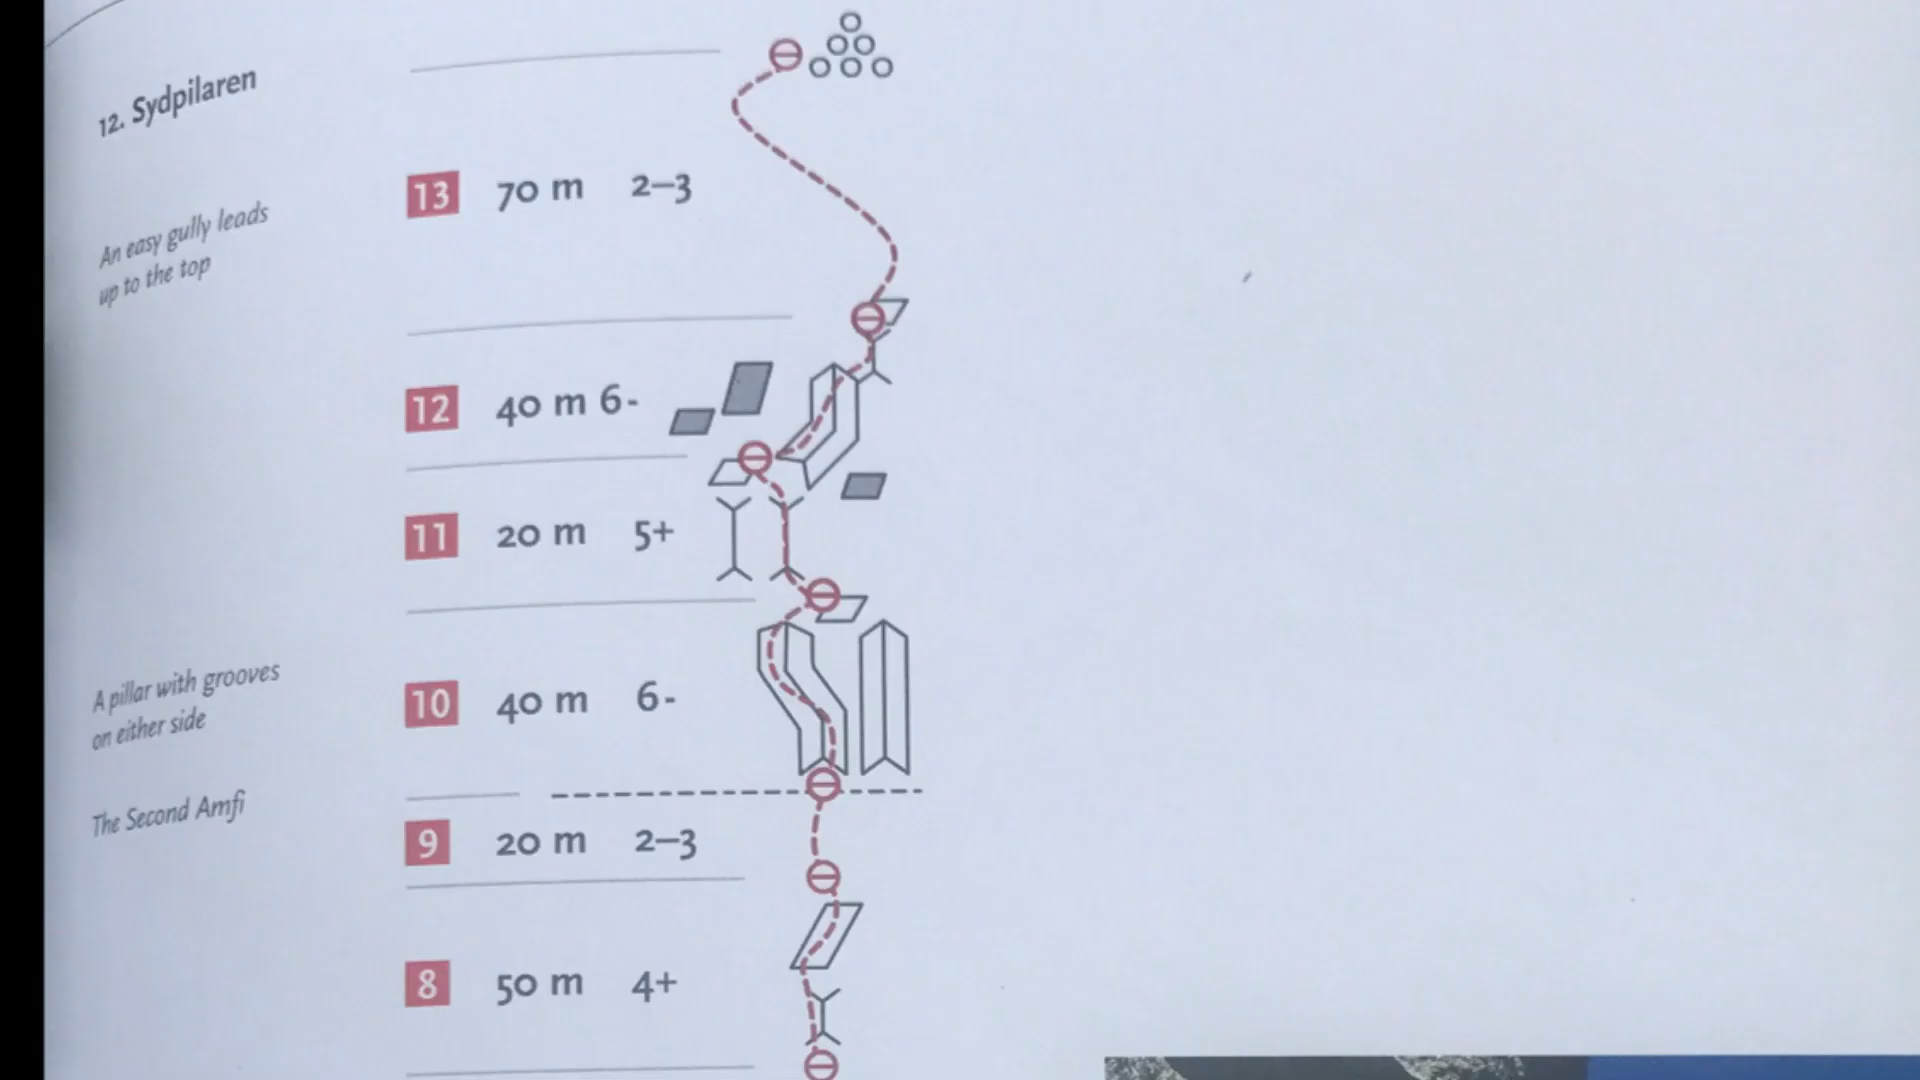 12. Sydpilaren
13 70 m 2–3
An easy gully leads
up to the top
12 40 m 6-
11 20 m 5+
A pillar with grooves
on either side
10 40 m 6-
The Second Amfi
9 20 m 2–3
8 50 m 4+